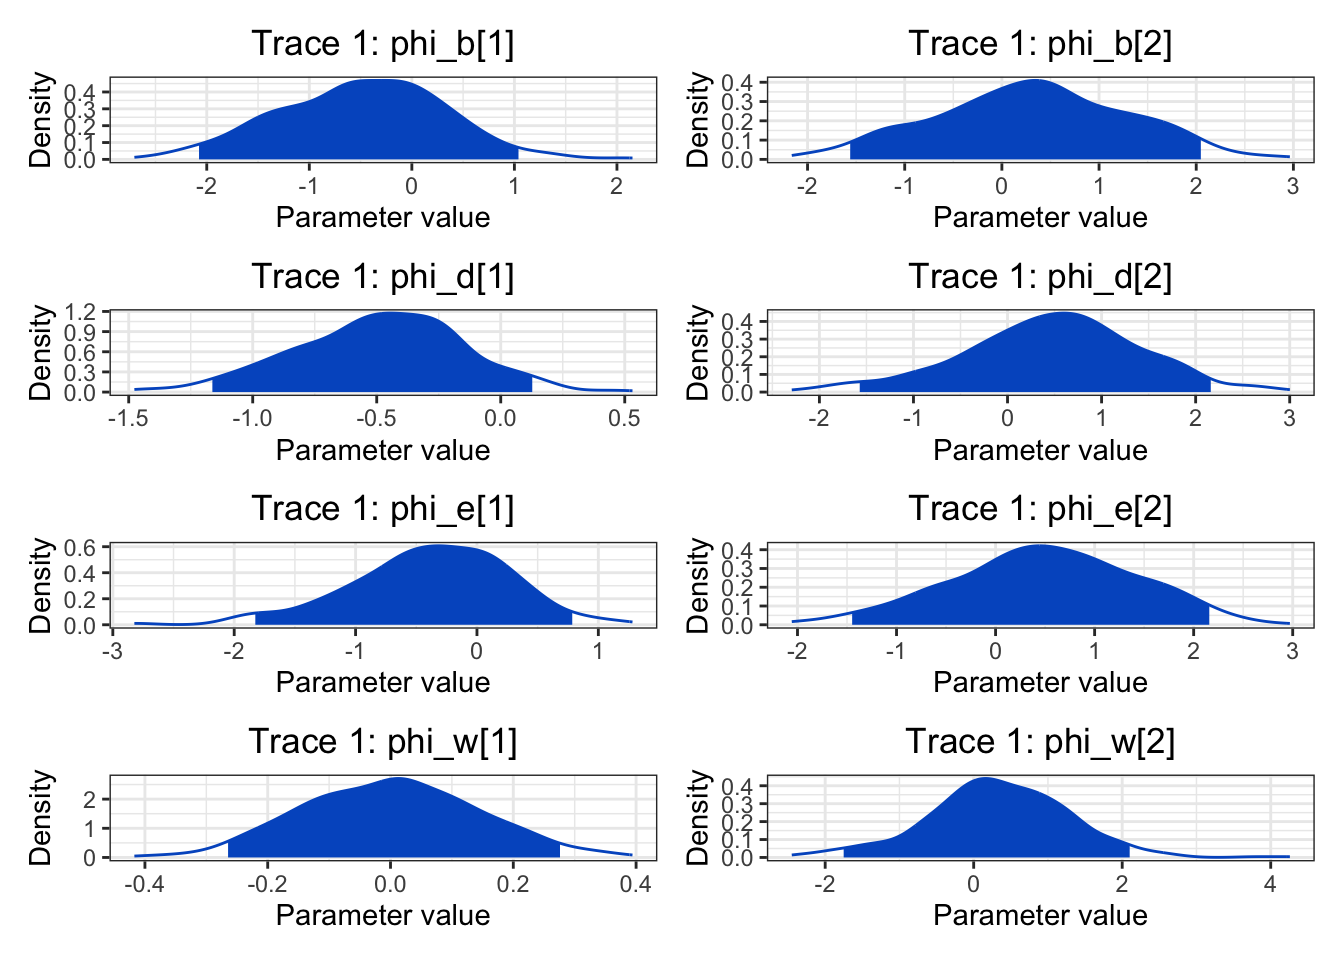 Trace 1: phi_b[1]
Density
0.4
0.3
0.2
0.1
0.0
-2 -1 0 1 2
Parameter value
Trace 1: phi_b[2]
Density
0.4
0.3
0.2
0.1
0.0
-2 -1 0 1 2 3
Parameter value
Trace 1: phi_d[1]
Density
1.2
0.9
0.6
0.3
0.0
-1.5 -1.0 -0.5 0.0 0.5
Parameter value
Trace 1: phi_d[2]
Density
0.4
0.3
0.2
0.1
0.0
-2 -1 0 1 2 3
Parameter value
Trace 1: phi_e[1]
Density
0.6
0.4
0.2
0.0
-3 -2 -1 0 1
Parameter value
Trace 1: phi_e[2]
Density
0.4
0.3
0.2
0.1
0.0
-2 -1 0 1 2 3
Parameter value
Trace 1: phi_w[1]
Density
2
1
0
-0.4 -0.2 0.0 0.2 0.4
Parameter value
Trace 1: phi_w[2]
Density
0.4
0.3
0.2
0.1
0.0
-2 0 2 4
Parameter value